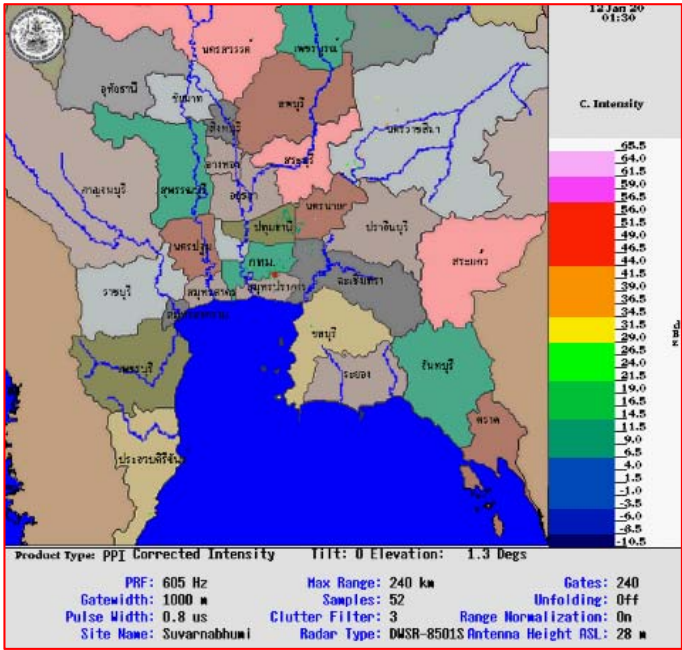 12 Jan 20
01:30
C. Intensity
65.5
64.0
61.5
59.0
56.5
56.0
51.0
49.0
46.5
44.0
41.5
39.0
36.5
34.0
31.5
29.0
26.5
24.0
21.5
19.0
16.5
14.5
11.5
9.0
6.5
4.0
1.5
-1.0
-3.5
-6.0
-8.5
-10.5
dBz
นครสวรรค์
เพชรบูรณ์
อุทัยธานี
ชัยนาท
ลพบุรี
สิงห์บุรี
นครราชสีมา
อ่างทอง
สระบุรี
กาญจนบุรี
สุพรรณบุรี
อยุธยา
นครนายก
ปทุมธานี
ปราจีนบุรี
นครปฐม
กทม.
สระแก้ว
ราชบุรี
สมุทรสาคร
สมุทรปราการ
ฉะเชิงเทรา
สมุทรสงคราม
ชลบุรี
เพชรบุรี
ระยอง
จันทบุรี
ตราด
ประจวบคีรีขันธ์
Product Type: PPI Corrected Intensity Tilt: 0 Elevation: 1.3 Degs
PRF: 605 Hz Max Range: 240 km Gates: 240
Gatewidth: 1000 m Samples: 52 Unfolding: Off
Pulse Width: 0.8 us Clutter Filter: 3 Range Normalization: On
Site Name: Suvarnabhumi Radar Type: DWSR-8501S Antenna Height ASL: 28 m